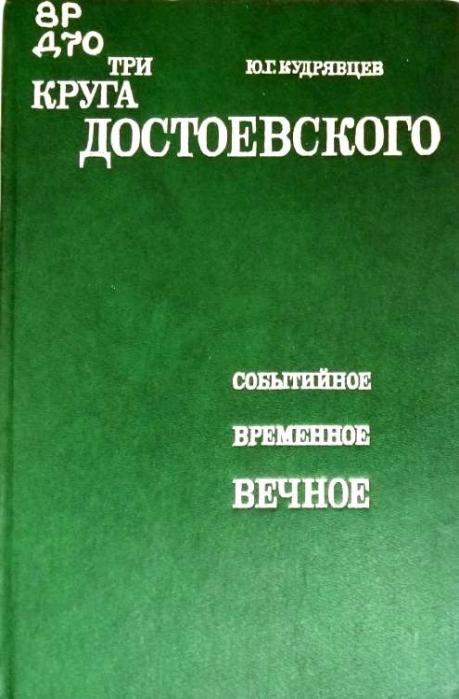 8Р
Д70
ТРИ
Ю.Г. КУДРЯВЦЕВ
КРУГА
ДОСТОЕВСКОГО
СОБЫТИЙНОЕ
ВРЕМЕННОЕ
ВЕЧНОЕ